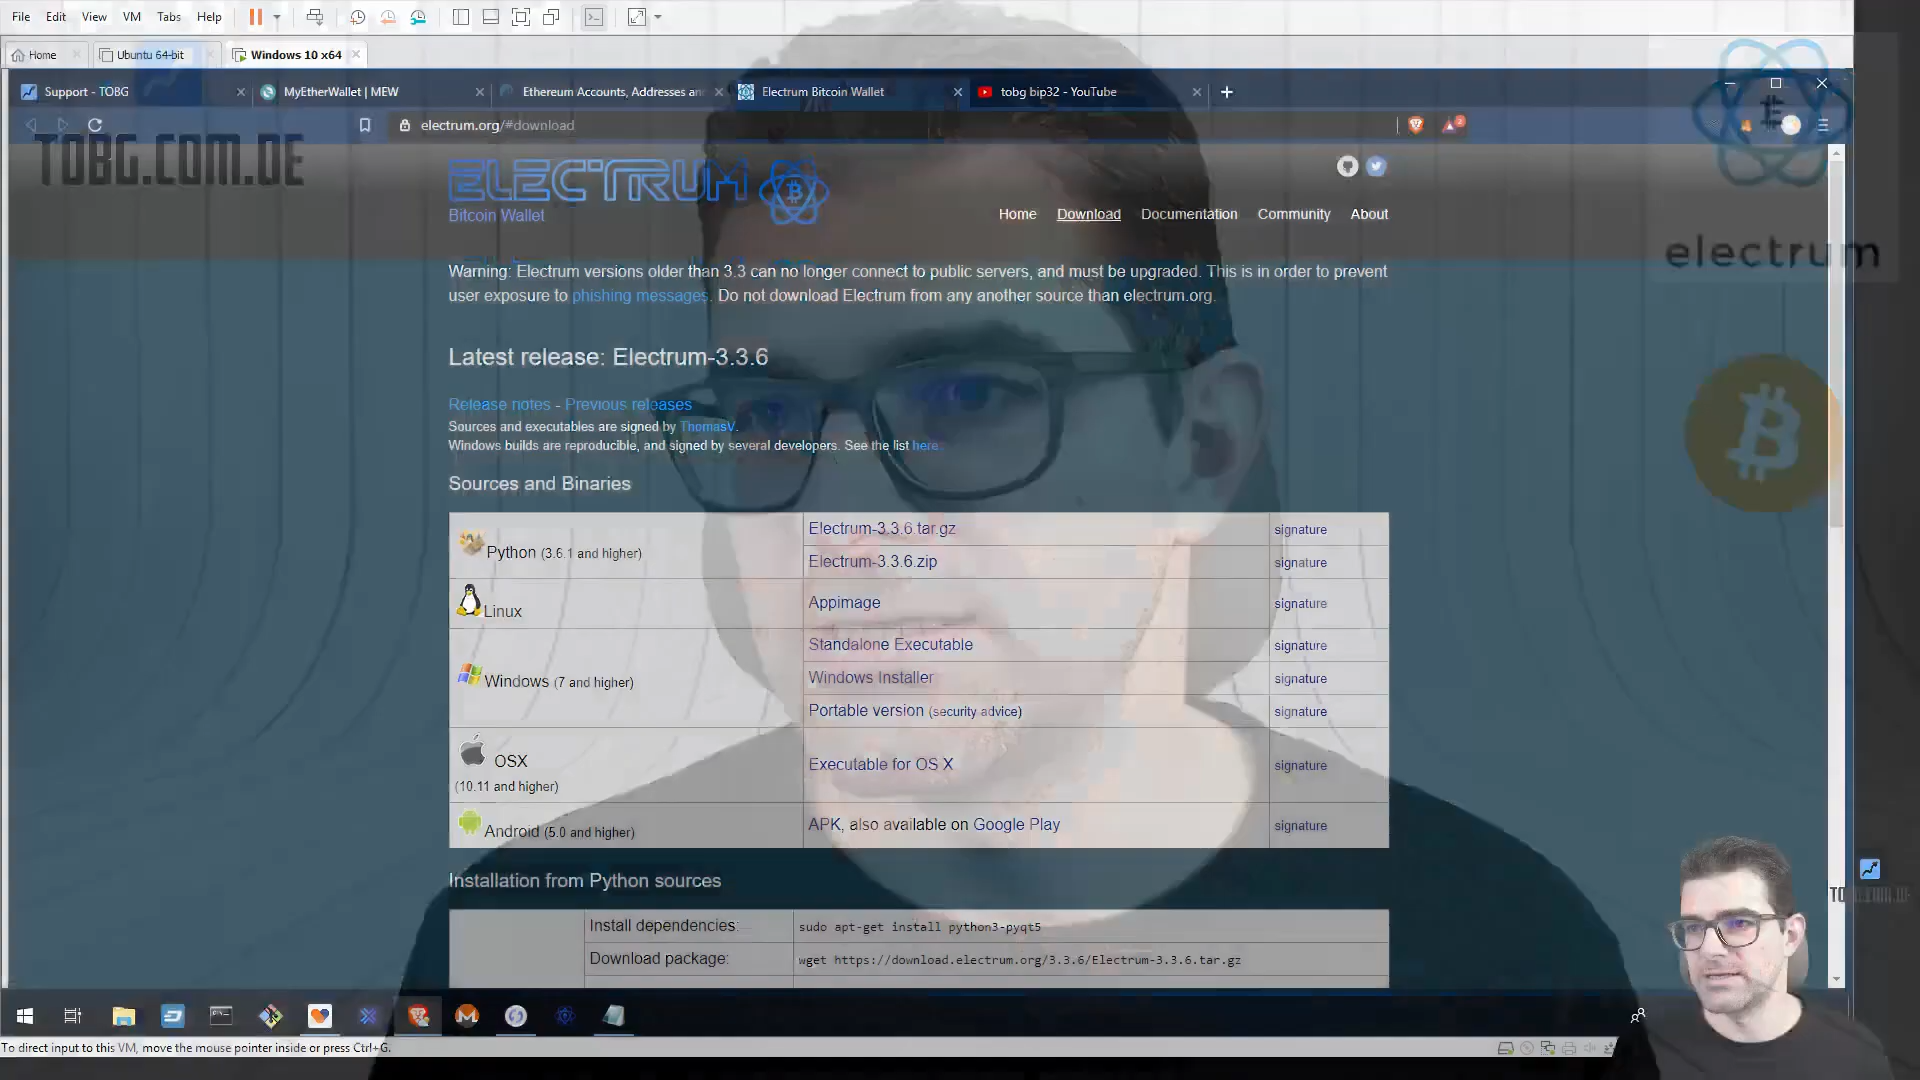 File Edit View VM Tabs Help
Home Ubuntu 64-bit Windows 10 x64
Support - TOBG MyEtherWallet | MEW Ethereum Accounts, Addresses an Electrum Bitcoin Wallet tobg bip32 - YouTube
electrum.org/#download 2
TOBG.COM.DE
ELECTRUM
Bitcoin Wallet
Home Download Documentation Community About
electrum
Warning: Electrum versions older than 3.3 can no longer connect to public servers, and must be upgraded. This is in order to prevent
user exposure to phishing messages. Do not download Electrum from any another source than electrum.org.
Latest release: Electrum-3.3.6
Release notes - Previous releases
Sources and executables are signed by ThomasV.
Windows builds are reproducible, and signed by several developers. See the list here.
Sources and Binaries
Python (3.6.1 and higher) Electrum-3.3.6.tar.gz signature
Electrum-3.3.6.zip signature
Linux Appimage signature
Windows (7 and higher) Standalone Executable signature
Windows Installer signature
Portable version (security advice) signature
OSX
(10.11 and higher) Executable for OS X signature
Android (5.0 and higher) APK, also available on Google Play signature
Installation from Python sources
Install dependencies: sudo apt-get install python3-pyqt5
Download package: wget https://download.electrum.org/3.3.6/Electrum-3.3.6.tar.gz
To direct input to this VM, move the mouse pointer inside or press Ctrl+G.